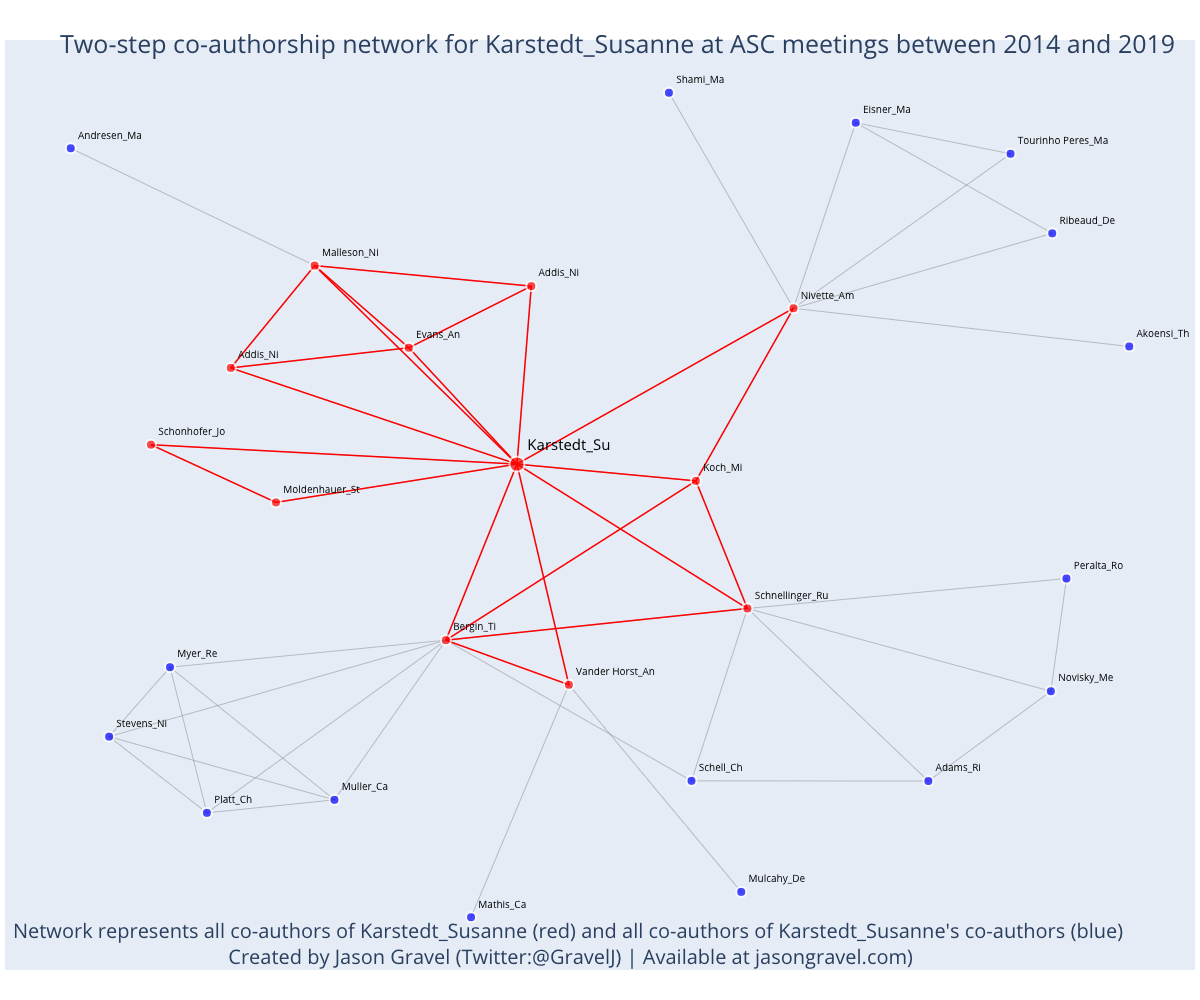 Two-step co-authorship network for Karstedt_Susanne at ASC meetings between 2014 and 2019
Shami_Ma
Eisner_Ma
Andresen_Ma
Tourinho Peres_Ma
Ribeaud_De
Malleson_Ni
Addis_Ni
Nivette_Am
Evans_An
Akoensi_Th
Addis_Ni
Schonhofer_Jo
Karstedt_Su
Koch_Mi
Moldenhauer_St
Peralta_Ro
Schnellinger_Ru
Bergin_Ti
Myer_Re
Vander Horst_An
Novisky_Me
Stevens_Ni
Schell_Ch
Adams_Ri
Muller_Ca
Platt_Ch
Mulcahy_De
Mathis_Ca
Network represents all co-authors of Karstedt_Susanne (red) and all co-authors of Karstedt_Susanne's co-authors (blue)
Created by Jason Gravel (Twitter:@GravelJ) | Available at jasongravel.com)